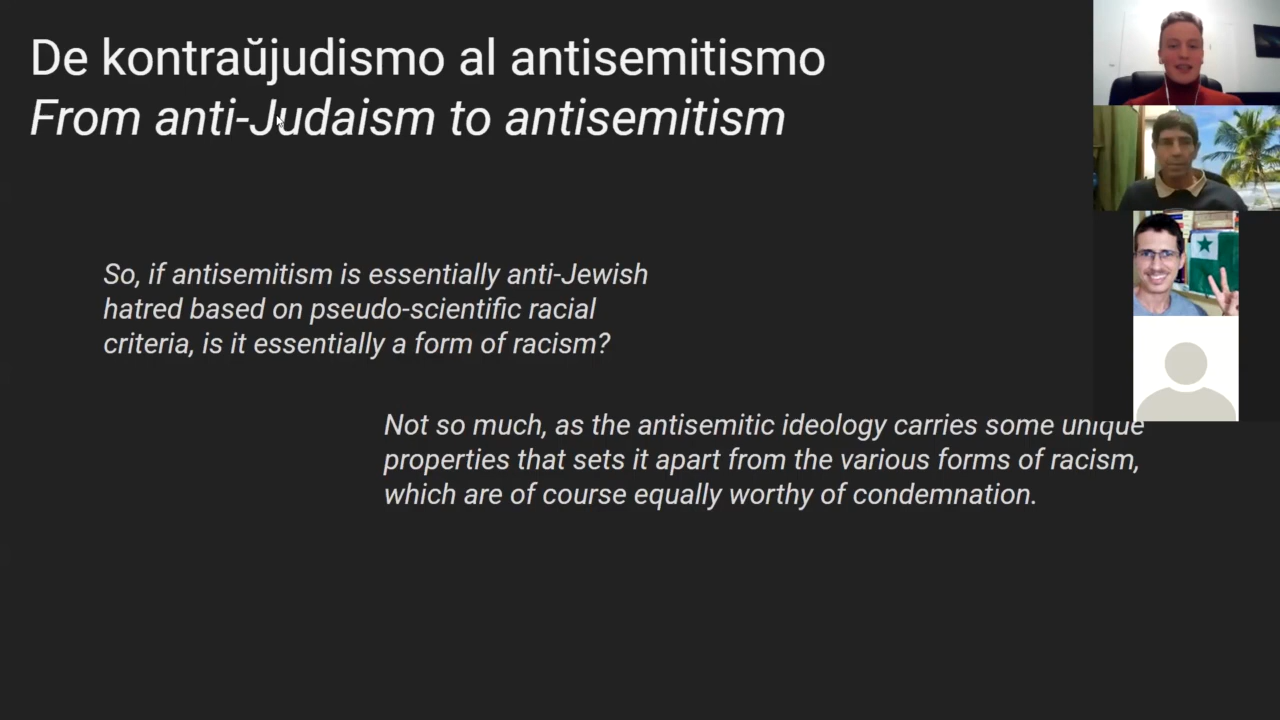 De kontraŭjudismo al antisemitismo
From anti-Judaism to antisemitism
So, if antisemitism is essentially anti-Jewish
hatred based on pseudo-scientific racial
criteria, is it essentially a form of racism?
Not so much, as the antisemitic ideology carries some unique
properties that sets it apart from the various forms of racism,
which are of course equally worthy of condemnation.